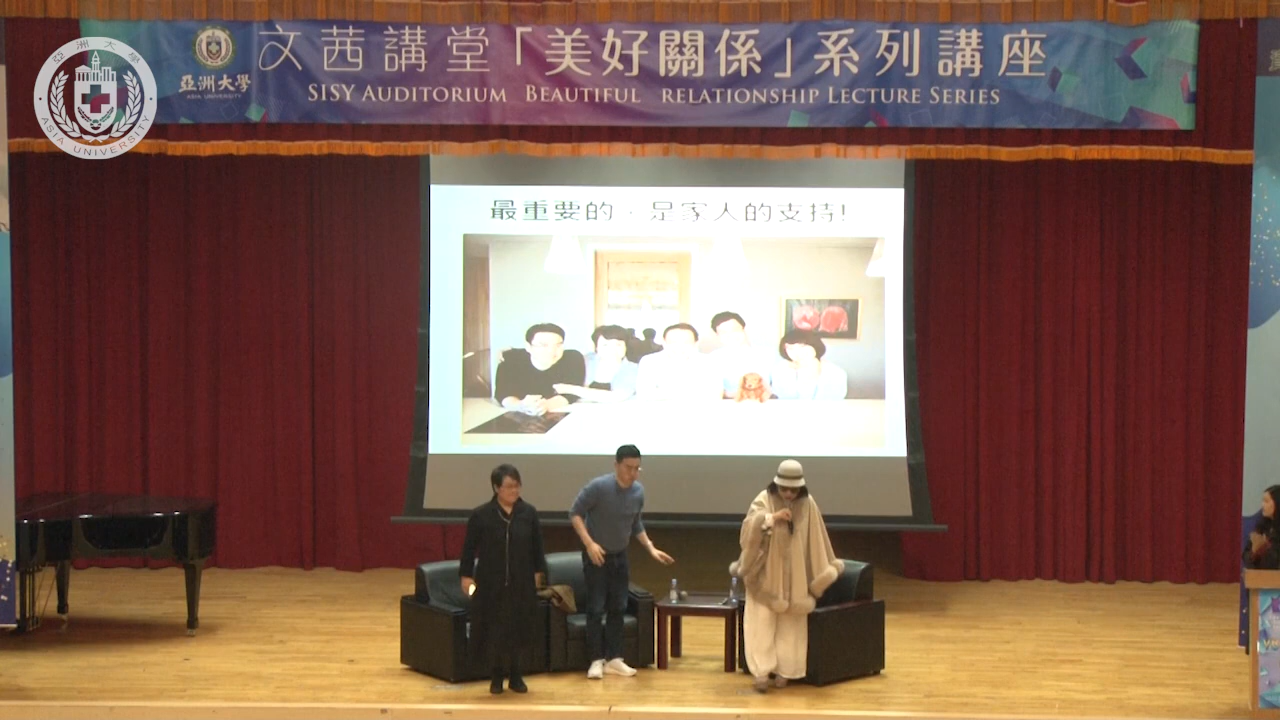 亞洲大學
ASIA UNIVERSITY
亞洲大學
ASIA UNIVERSITY
文茜講堂「美好關係」系列講座
SISY AUDITORIUM BEAUTIFUL RELATIONSHIP LECTURE SERIES
最重要的,是家人的支持!